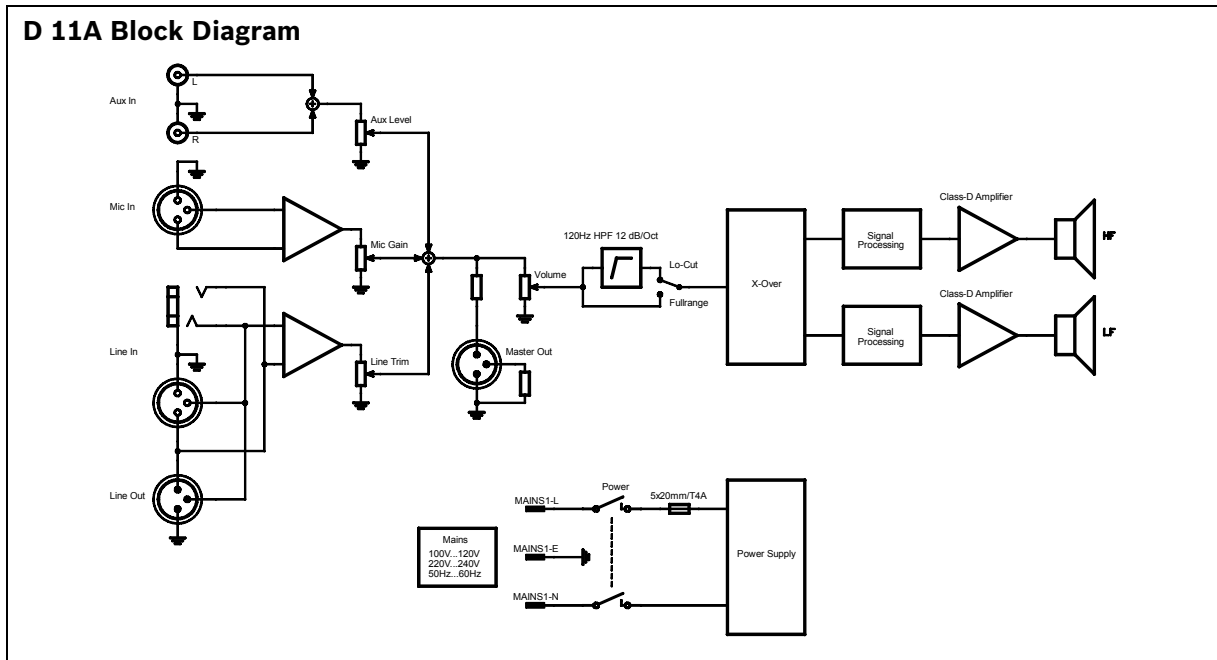 D 11A Block Diagram
L
Aux In
R
Aux Level
Mic In
Mic Gain
Line In
Line Trim
Line Out
Master Out
Volume
120Hz HPF 12 dB/Oct
Lo-Cut
Fullrange
X-Over
Signal
Processing
Class-D Amplifier
HF
Signal
Processing
Class-D Amplifier
LF
Mains
100V...120V
220V...240V
50Hz...60Hz
MAINS1-L
MAINS1-E
MAINS1-N
Power
5x20mm/T4A
Power Supply